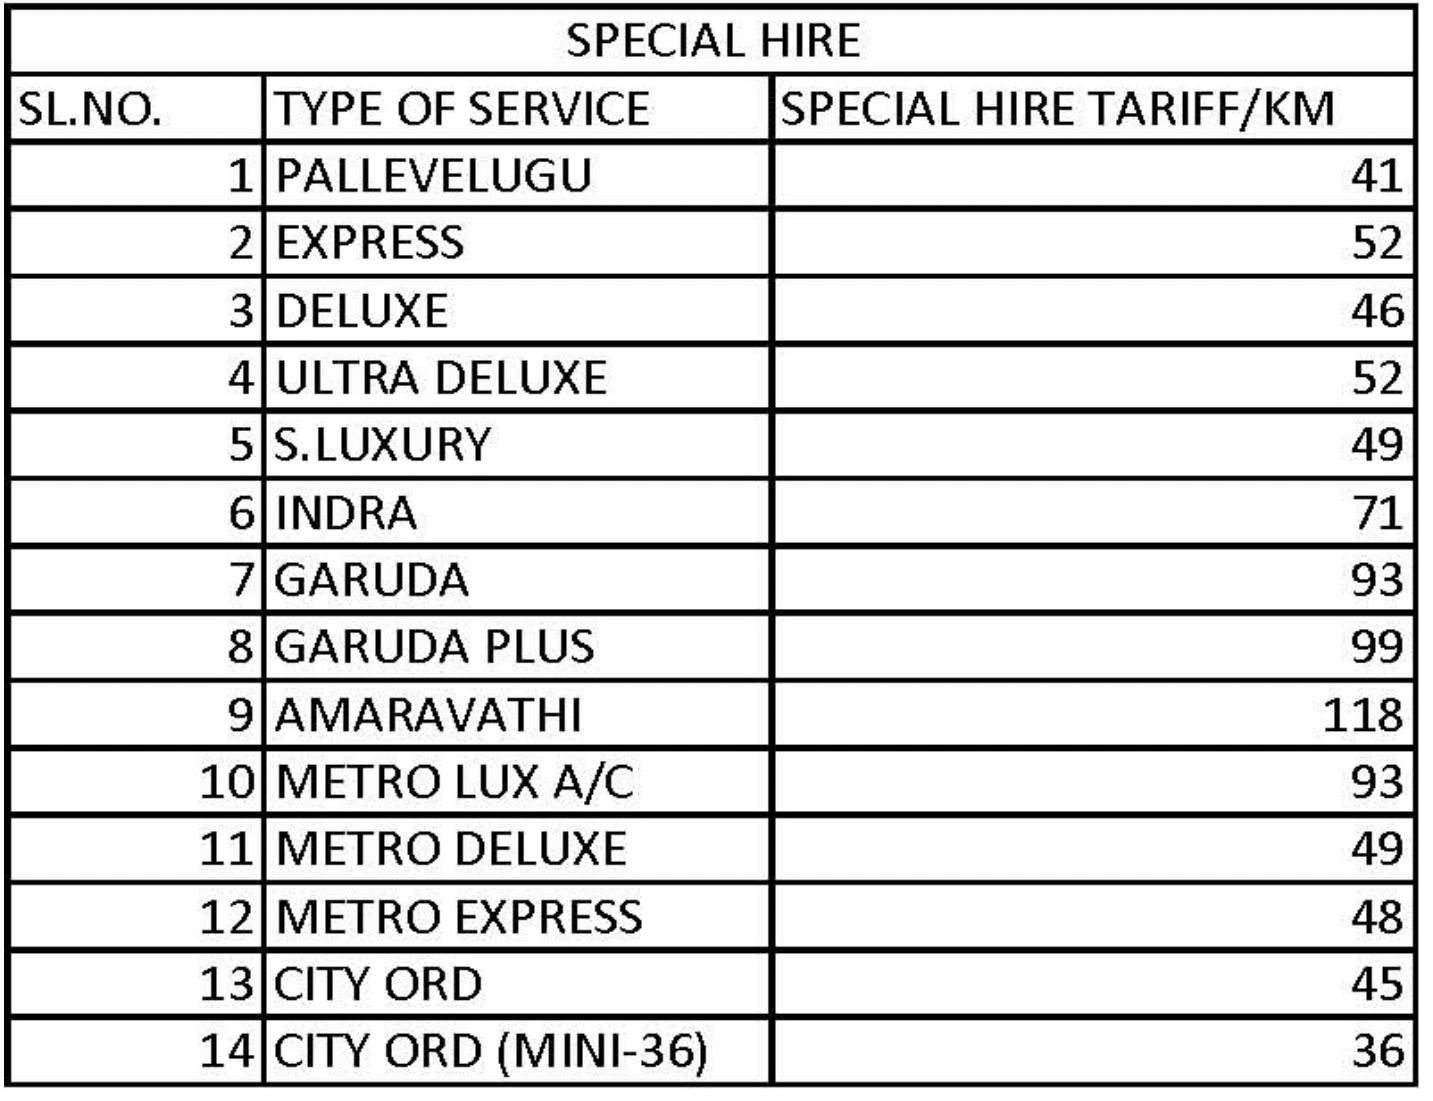 SPECIAL HIRE
SL.NO. TYPE OF SERVICE SPECIAL HIRE TARIFF/KM
1 PALLEVELUGU 41
2 EXPRESS 52
3 DELUXE 46
4 ULTRA DELUXE 52
5 S.LUXURY 49
6 INDRA 71
7 GARUDA 93
8 GARUDA PLUS 99
9 AMARAVATHI 118
10 METRO LUX A/C 93
11 METRO DELUXE 49
12 METRO EXPRESS 48
13 CITY ORD 45
14 CITY ORD (MINI-36) 36